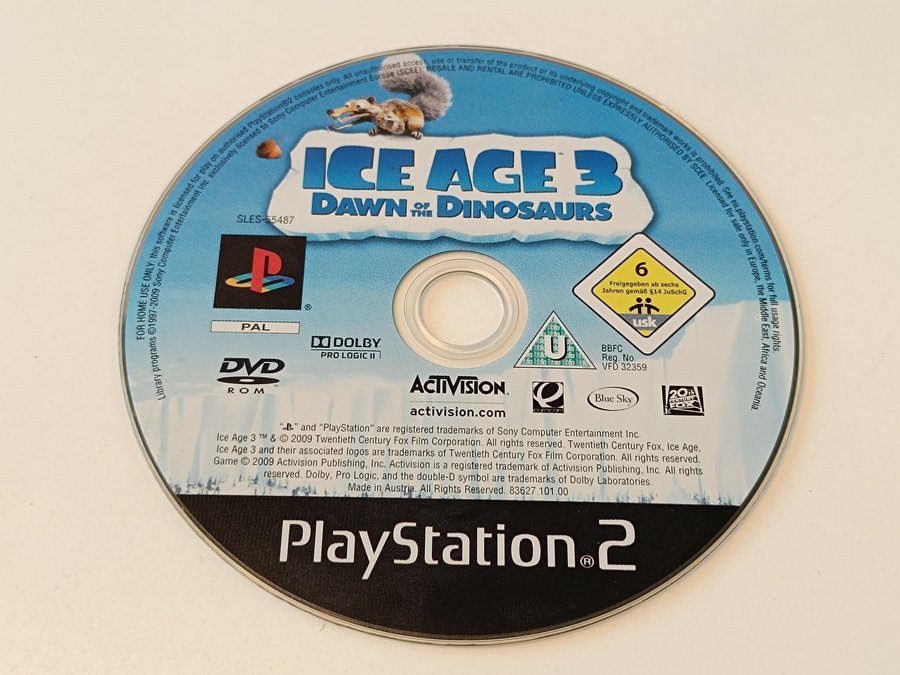 FOR HOME USE ONLY: this software is licensed for play on authorised PlayStation®2 consoles only. All unauthorised access, use or transfer of the product or its underlying copyright and trademark works is prohibited. See eu.playstation.com/terms for full usage rights.
Library programs ©1997-2009 Sony Computer Entertainment Inc. exclusively licensed to Sony Computer Entertainment Europe (SCEE). RESALE AND RENTAL ARE PROHIBITED UNLESS EXPRESSLY AUTHORISED BY SCEE. Licensed for sale only in Europe, the Middle East, Africa and Oceania.
ICE AGE 3™
DAWN OF THE DINOSAURS
SLES-55487
®
PAL
DVD
ROM
DOLBY
PRO LOGIC II
6
Freigegeben ab sechs
Jahren gemäß §14 JuSchG
usk
U
BBFC
Reg. No.
VFD 32359
ACTIVISION®
activision.com
eurocom
Blue Sky
20th
CENTURY
FOX
"PS" and "PlayStation" are registered trademarks of Sony Computer Entertainment Inc.
Ice Age 3 ™ & © 2009 Twentieth Century Fox Film Corporation. All rights reserved. Twentieth Century Fox, Ice Age,
Ice Age 3 and their associated logos are trademarks of Twentieth Century Fox Film Corporation. All rights reserved.
Game © 2009 Activision Publishing, Inc. Activision is a registered trademark of Activision Publishing, Inc. All rights
reserved. Dolby, Pro Logic, and the double-D symbol are trademarks of Dolby Laboratories.
Made in Austria. All Rights Reserved. 83627.101.00
PlayStation®2